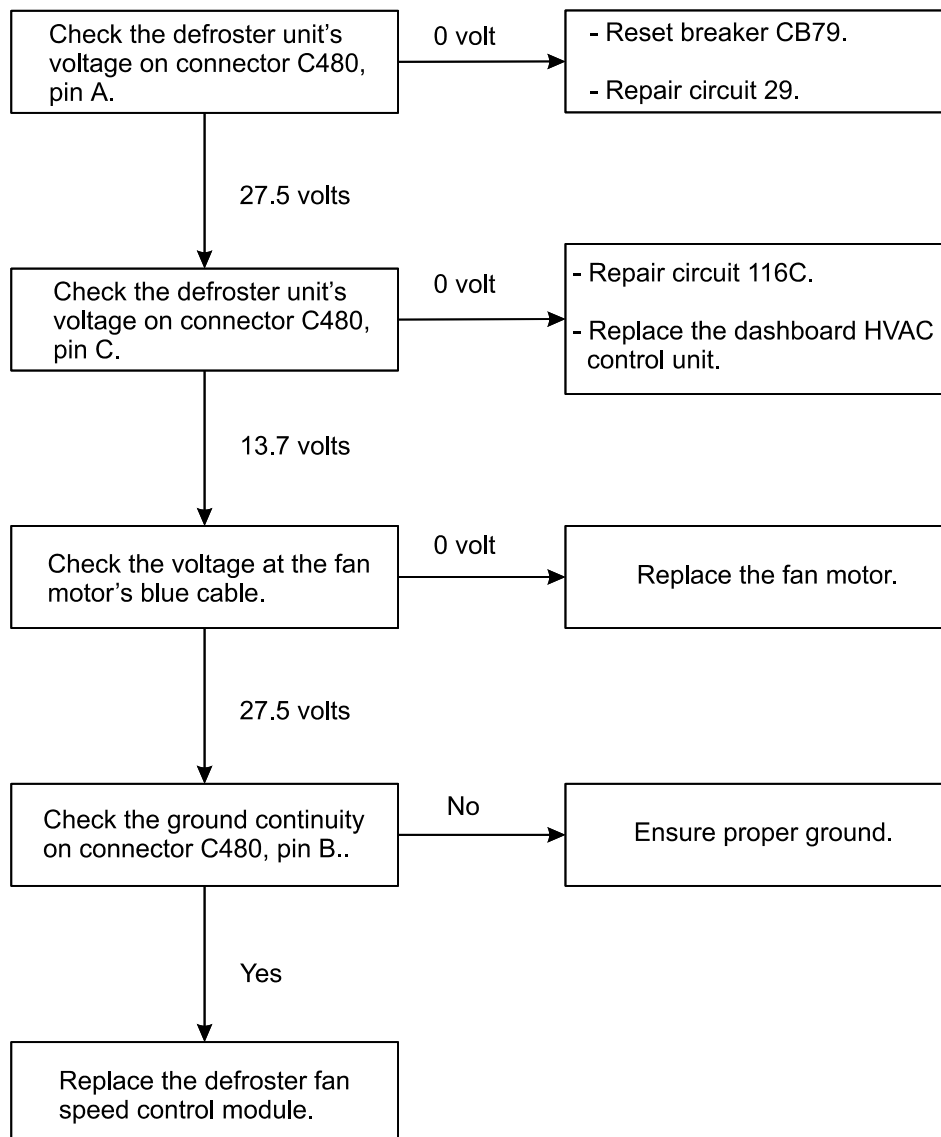 Check the defroster unit’s
voltage on connector C480,
pin A.
0 volt
- Reset breaker CB79.
- Repair circuit 29.
27.5 volts
Check the defroster unit’s
voltage on connector C480,
pin C.
0 volt
- Repair circuit 116C.
- Replace the dashboard HVAC
control unit.
13.7 volts
Check the voltage at the fan
motor’s blue cable.
0 volt
Replace the fan motor.
27.5 volts
Check the ground continuity
on connector C480, pin B..
No
Ensure proper ground.
Yes
Replace the defroster fan
speed control module.